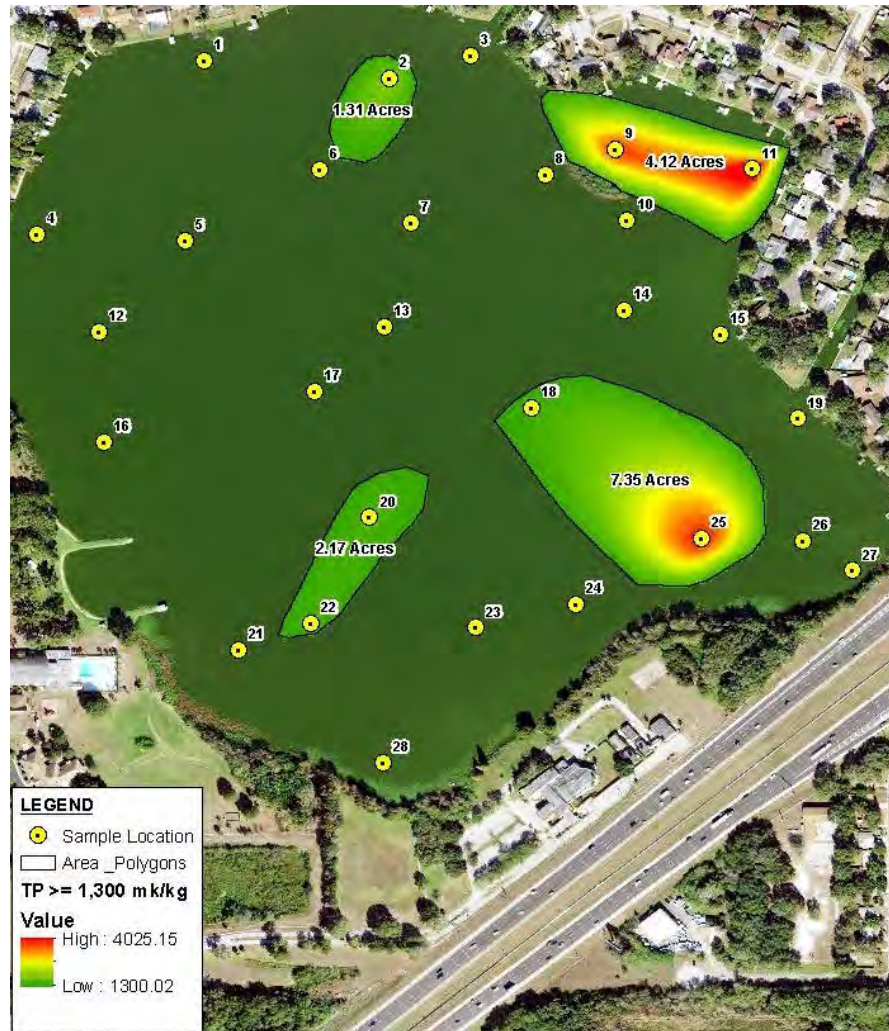 1
2
3
1.31 Acres
9
4.12 Acres
11
6
8
7
10
4
5
12
13
14
15
17
18
19
16
7.35 Acres
20
25
26
2.17 Acres
27
22
24
23
21
28
LEGEND
Sample Location
Area _Polygons
TP >= 1,300 mk/kg
Value
High : 4025.15
Low : 1300.02